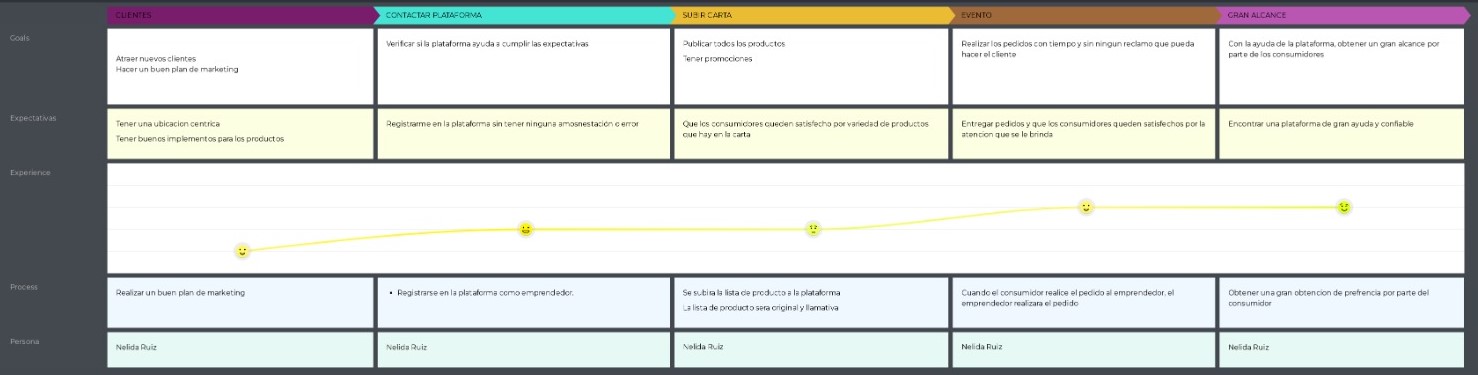 CLIENTES
CONTACTAR PLATAFORMA
SUBIR CARTA
EVENTO
GRAN ALCANCE
Goals
Atraer nuevos clientes
Hacer un buen plan de marketing
Verificar si la plataforma ayuda a cumplir las expectativas
Publicar todos los productos
Tener promociones
Realizar los pedidos con tiempo y sin ningun reclamo que pueda
hacer el cliente
Con la ayuda de la plataforma, obtener un gran alcance por
parte de los consumidores
Expectativas
Tener una ubicacion centrica
Tener buenos implementos para los productos
Registrarme en la plataforma sin tener ninguna amosnestación o error
Que los consumidores queden satisfecho por variedad de productos
que hay en la carta
Entregar pedidos y que los consumidores queden satisfechos por la
atencion que se le brinda
Encontrar una plataforma de gran ayuda y confiable
Experience
Process
Realizar un buen plan de marketing
• Registrarse en la plataforma como emprendedor.
Se subira la lista de producto a la plataforma
La lista de producto sera original y llamativa
Cuando el consumidor realice el pedido al emprendedor, el
emprendedor realizara el pedido
Obtener una gran obtencion de prefrencia por parte del
consumidor
Persona
Nelida Ruiz
Nelida Ruiz
Nelida Ruiz
Nelida Ruiz
Nelida Ruiz